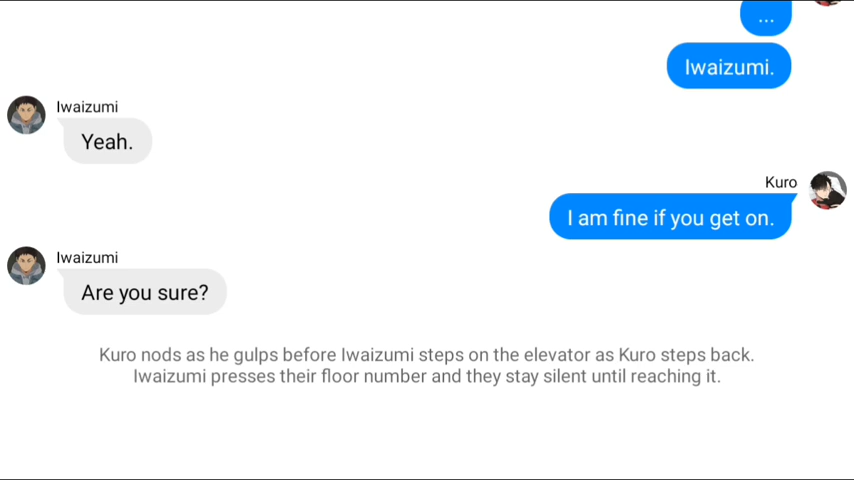 ...
Iwaizumi.
Iwaizumi
Yeah.
Kuro
I am fine if you get on.
Iwaizumi
Are you sure?
Kuro nods as he gulps before Iwaizumi steps on the elevator as Kuro steps back.
Iwaizumi presses their floor number and they stay silent until reaching it.